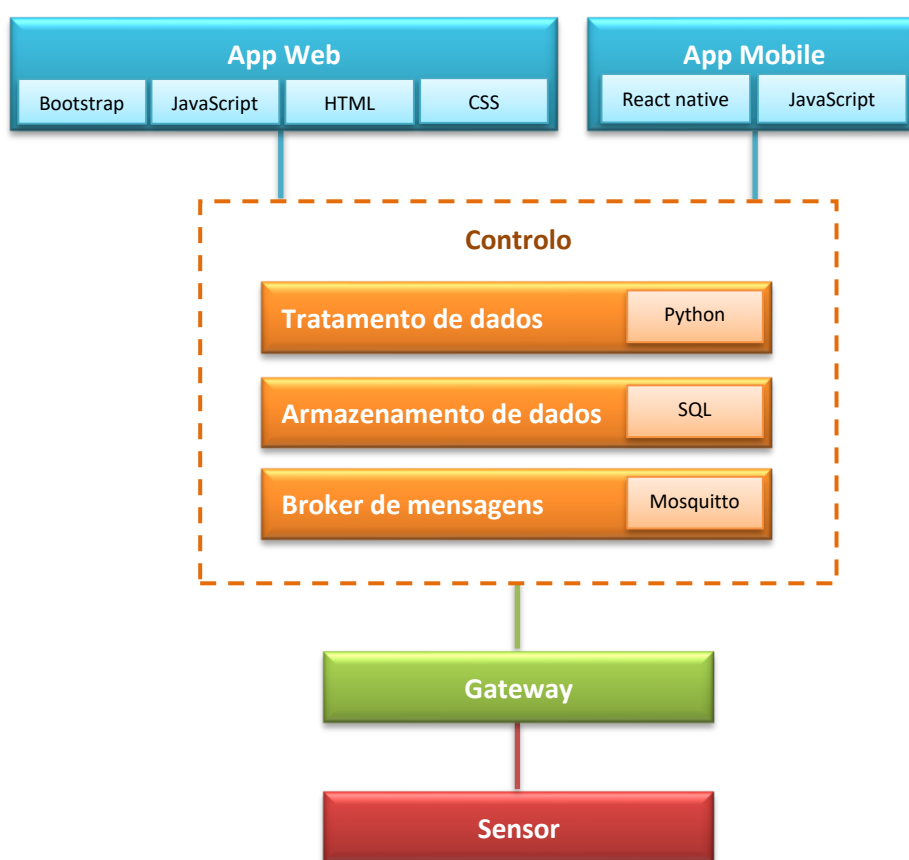 App Web
Bootstrap
JavaScript
HTML
CSS
App Mobile
React native
JavaScript
Controlo
Tratamento de dados
Python
Armazenamento de dados
SQL
Broker de mensagens
Mosquitto
Gateway
Sensor